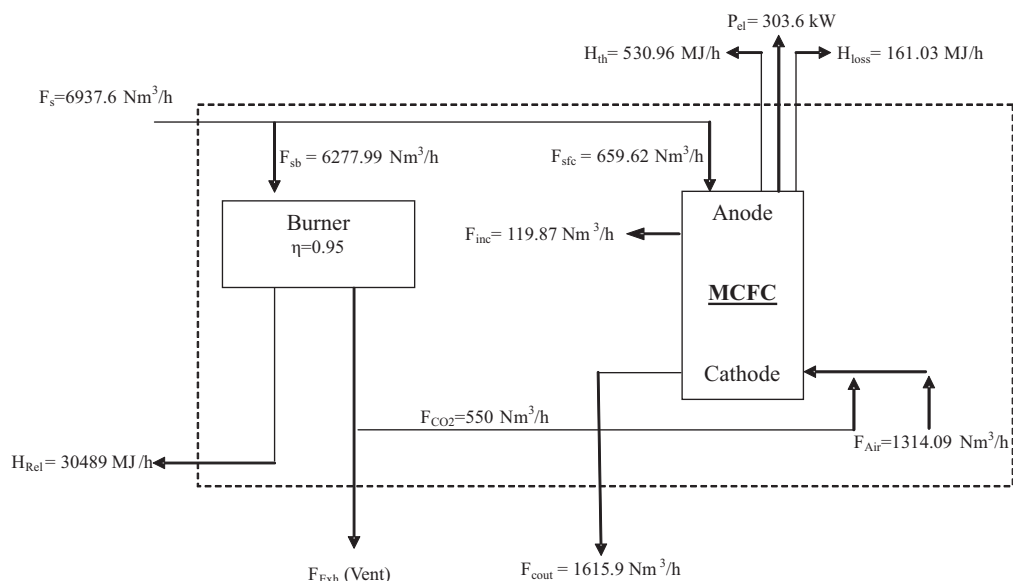 P_el = 303.6 kW
H_th= 530.96 MJ/h
H_loss= 161.03 MJ/h
F_s=6937.6 Nm³/h
F_sb = 6277.99 Nm³/h
F_sfc = 659.62 Nm³/h
Burner
η=0.95
Anode
F_inc= 119.87 Nm³/h
MCFC
Cathode
F_CO2=550 Nm³/h
F_Air=1314.09 Nm³/h
H_Rel = 30489 MJ/h
F_Exh (Vent)
F_cout = 1615.9 Nm³/h